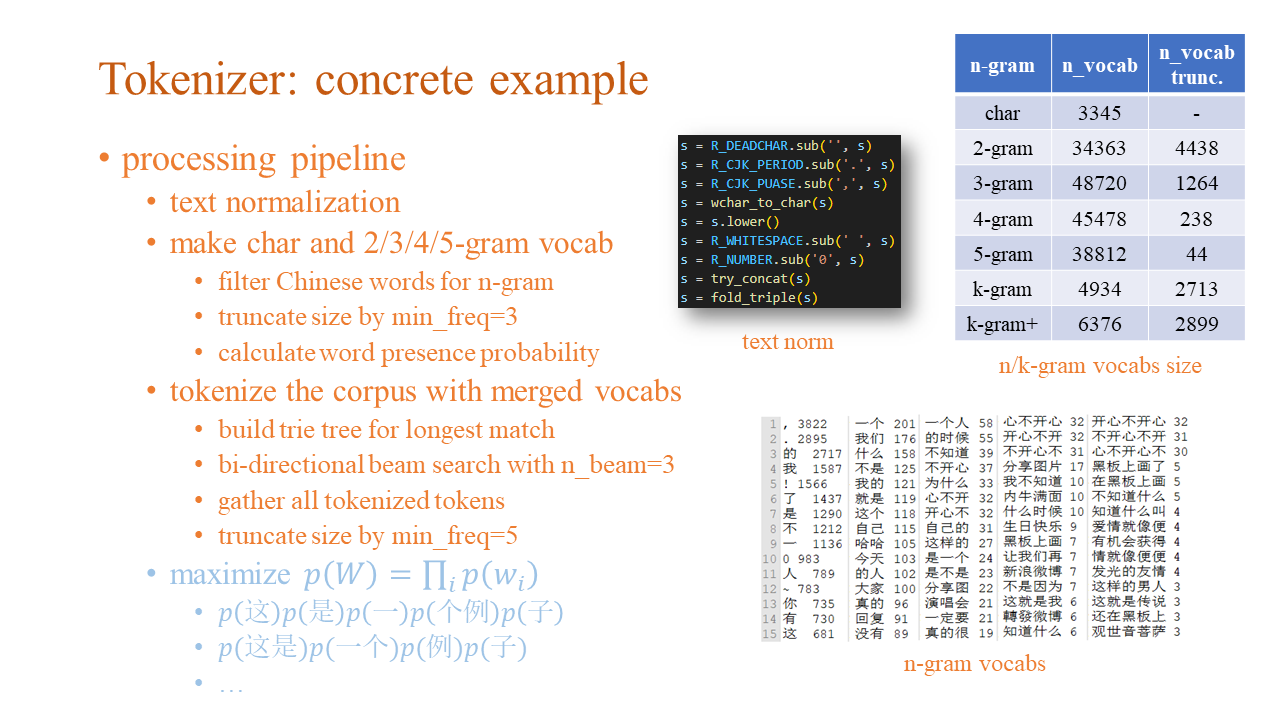 Tokenizer: concrete example
• processing pipeline
• text normalization
• make char and 2/3/4/5-gram vocab
• filter Chinese words for n-gram
• truncate size by min_freq=3
• calculate word presence probability
• tokenize the corpus with merged vocabs
• build trie tree for longest match
• bi-directional beam search with n_beam=3
• gather all tokenized tokens
• truncate size by min_freq=5
• maximize p(W) = ∏ᵢ p(wᵢ)
• p(这)p(是)p(一)p(个例)p(子)
• p(这是)p(一个)p(例)p(子)
• …
s = R_DEADCHAR.sub('', s)
s = R_CJK_PERIOD.sub('.', s)
s = R_CJK_PUASE.sub(',', s)
s = wchar_to_char(s)
s = s.lower()
s = R_WHITESPACE.sub(' ', s)
s = R_NUMBER.sub('0', s)
s = try_concat(s)
s = fold_triple(s)
text norm
n-gram n_vocab n_vocab trunc.
char 3345 -
2-gram 34363 4438
3-gram 48720 1264
4-gram 45478 238
5-gram 38812 44
k-gram 4934 2713
k-gram+ 6376 2899
n/k-gram vocabs size
1 , 3822 一个 201 一个人 58 心不开心 32 开心不开心 32
2 . 2895 我们 176 的时候 55 开心不开 32 不开心不开 31
3 的 2717 什么 158 不知道 39 不开心不 31 心不开心不 30
4 我 1587 不是 125 不开心 37 分享图片 17 黑板上画了 5
5 ! 1566 我的 121 为什么 33 我不知道 10 在黑板上画 5
6 了 1437 就是 119 心不开 32 内牛满面 10 不知道什么 5
7 是 1290 这个 118 开心不 32 什么时候 10 知道什么叫 4
8 不 1212 自己 115 自己的 31 生日快乐 9 爱情就像便 4
9 一 1136 哈哈 105 这样的 27 黑板上画 7 有机会获得 4
10 0 983 今天 103 是一个 24 让我们再 7 情就像便便 4
11 人 789 的人 102 是不是 23 新浪微博 7 发光的友情 4
12 ~ 783 大家 100 分享图 22 不是因为 7 这样的男人 3
13 你 735 真的 96 演唱会 21 这就是我 6 这就是传说 3
14 有 730 回复 91 一定要 21 轉發微博 6 还在黑板上 3
15 这 681 没有 89 真的很 19 知道什么 6 观世音菩萨 3
n-gram vocabs